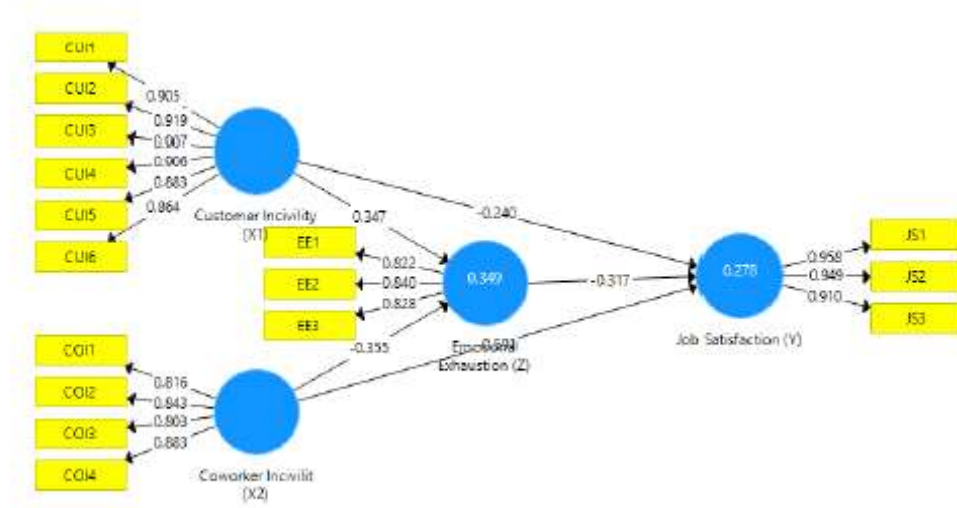 CUI1
CUI2
CUI3
CUI4
CUI5
CUI6
0.905
0.919
0.907
0.906
0.883
0.864
Customer Incivility
(X1)
0.347
-0.240
EE1
EE2
EE3
0.822
0.840
0.828
0.349
-0.317
0.278
0.958
0.949
0.910
JS1
JS2
JS3
Job Satisfaction (Y)
Emotional
Exhaustion (Z)
-0.355
COI1
COI2
COI3
COI4
0.816
0.843
0.903
0.883
Coworker Incivilit
(X2)